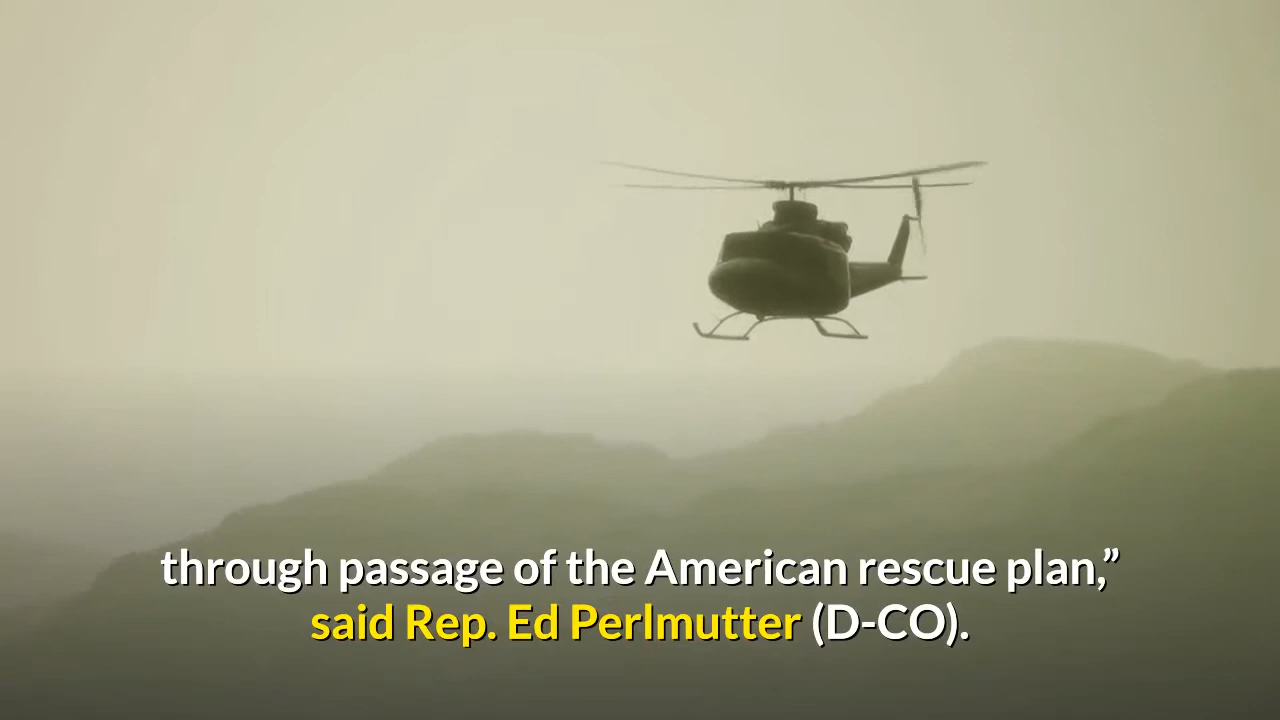 through passage of the American rescue plan,”
said Rep. Ed Perlmutter (D-CO).